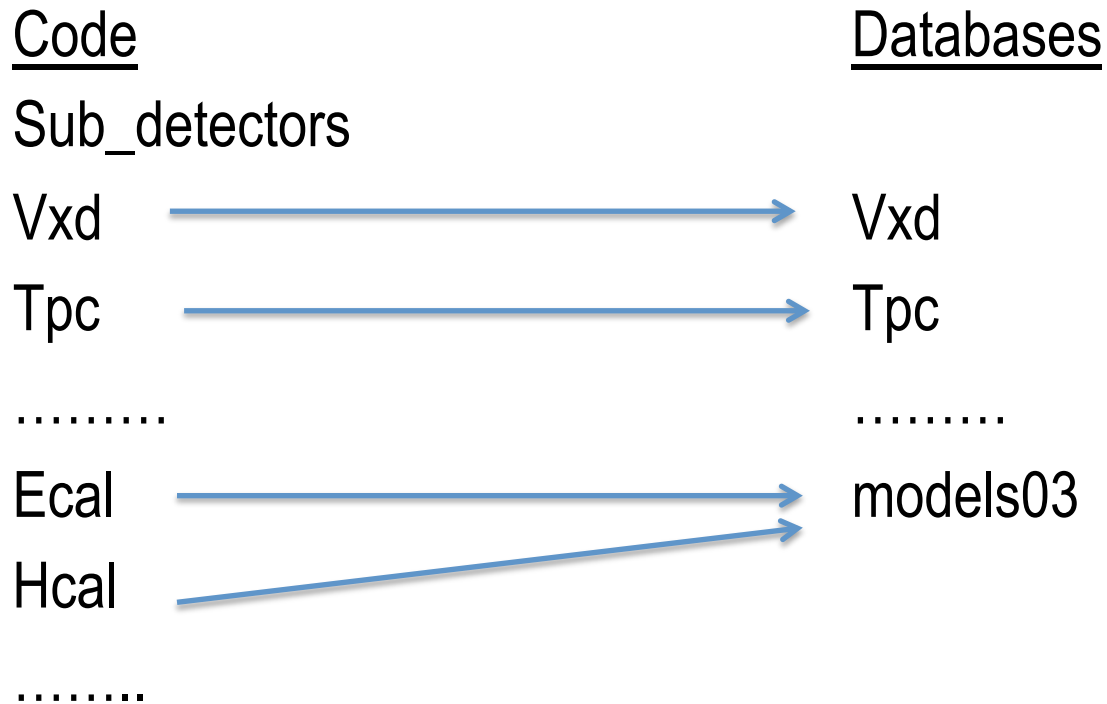 Code Databases
Sub_detectors
Vxd Vxd
Tpc Tpc
……… ………
Ecal models03
Hcal
……..